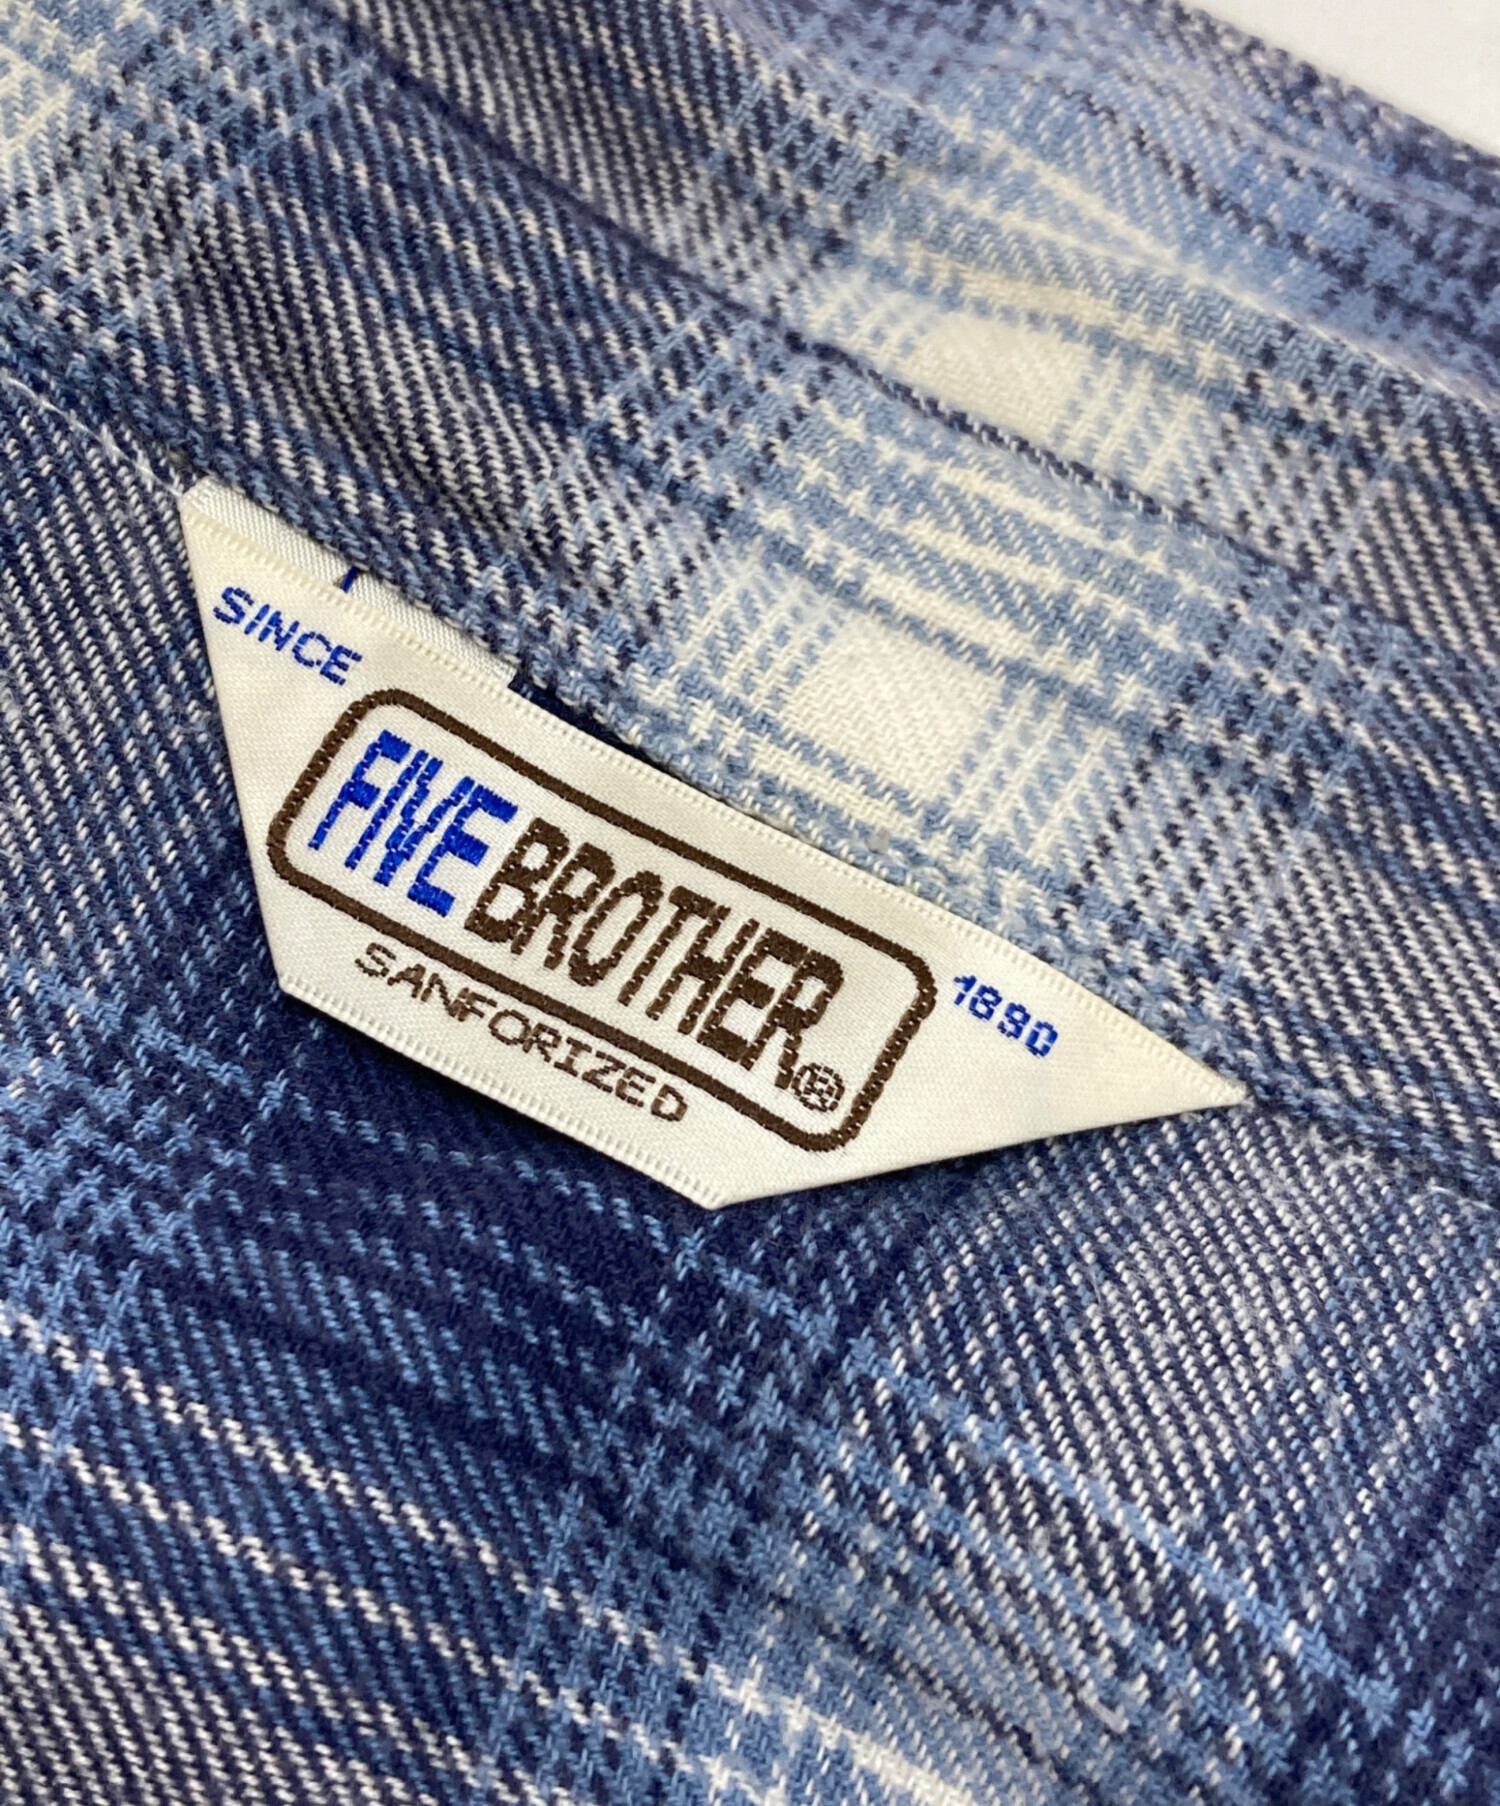 SINCE
FIVE BROTHER®
1890
SANFORIZED